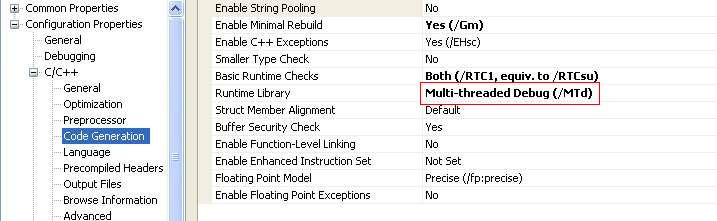 Common Properties
Configuration Properties
General
Debugging
C/C++
General
Optimization
Preprocessor
Code Generation
Language
Precompiled Headers
Output Files
Browse Information
Advanced
Enable String Pooling No
Enable Minimal Rebuild Yes (/Gm)
Enable C++ Exceptions Yes (/EHsc)
Smaller Type Check No
Basic Runtime Checks Both (/RTC1, equiv. to /RTCsu)
Runtime Library Multi-threaded Debug (/MTd)
Struct Member Alignment Default
Buffer Security Check Yes
Enable Function-Level Linking No
Enable Enhanced Instruction Set Not Set
Floating Point Model Precise (/fp:precise)
Enable Floating Point Exceptions No